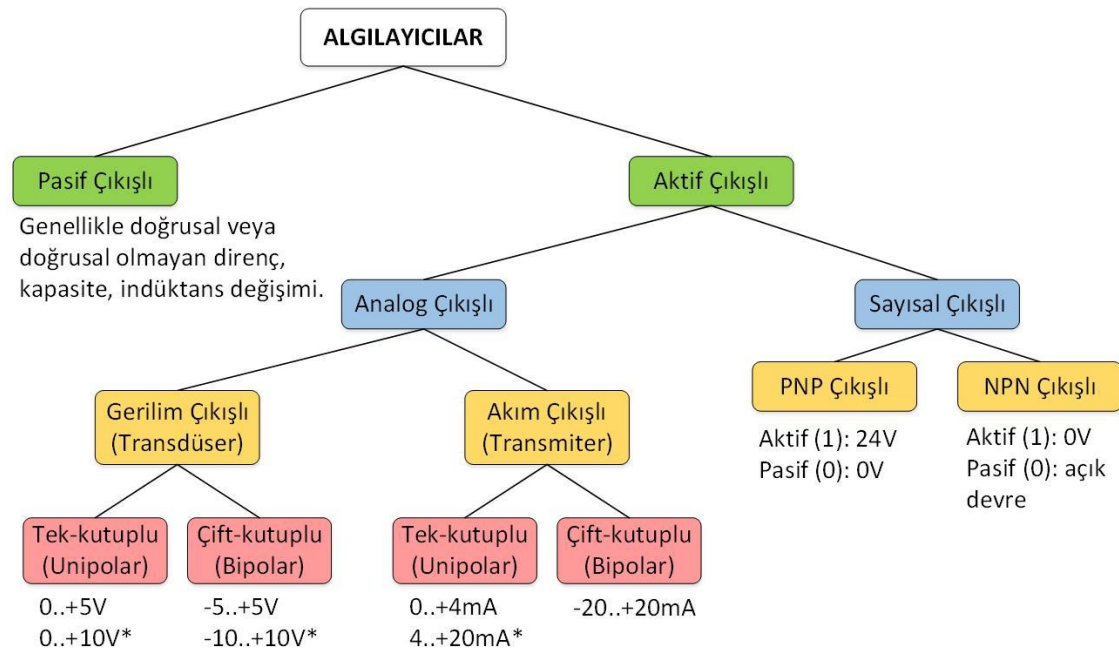 ALGILAYICILAR
Pasif Çıkışlı
Genellikle doğrusal veya
doğrusal olmayan direnç,
kapasite, indüktans değişimi.
Aktif Çıkışlı
Analog Çıkışlı
Sayısal Çıkışlı
Gerilim Çıkışlı
(Transdüser)
Akım Çıkışlı
(Transmiter)
PNP Çıkışlı
Aktif (1): 24V
Pasif (0): 0V
NPN Çıkışlı
Aktif (1): 0V
Pasif (0): açık
devre
Tek-kutuplu
(Unipolar)
0..+5V
0..+10V*
Çift-kutuplu
(Bipolar)
-5..+5V
-10..+10V*
Tek-kutuplu
(Unipolar)
0..+4mA
4..+20mA*
Çift-kutuplu
(Bipolar)
-20..+20mA